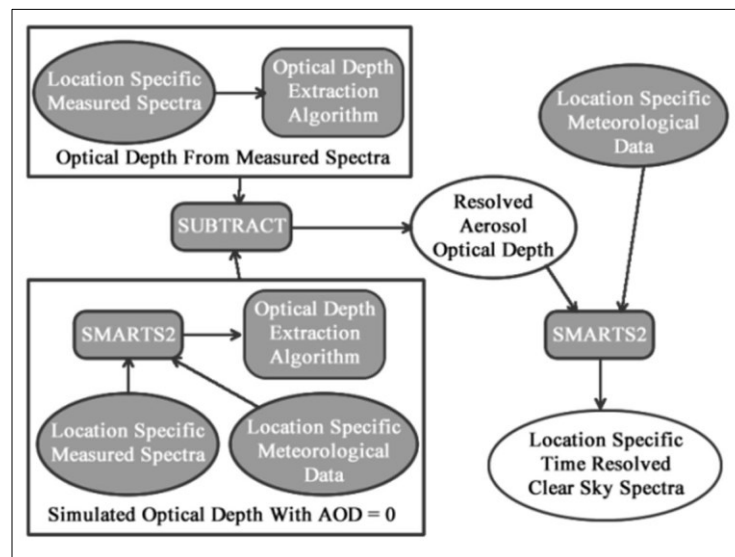 Location Specific
Measured Spectra
Optical Depth
Extraction
Algorithm
Optical Depth From Measured Spectra
Location Specific
Meteorological
Data
SUBTRACT
Resolved
Aerosol
Optical Depth
SMARTS2
Optical Depth
Extraction
Algorithm
SMARTS2
Location Specific
Measured Spectra
Location Specific
Meteorological
Data
Simulated Optical Depth With AOD = 0
Location Specific
Time Resolved
Clear Sky Spectra